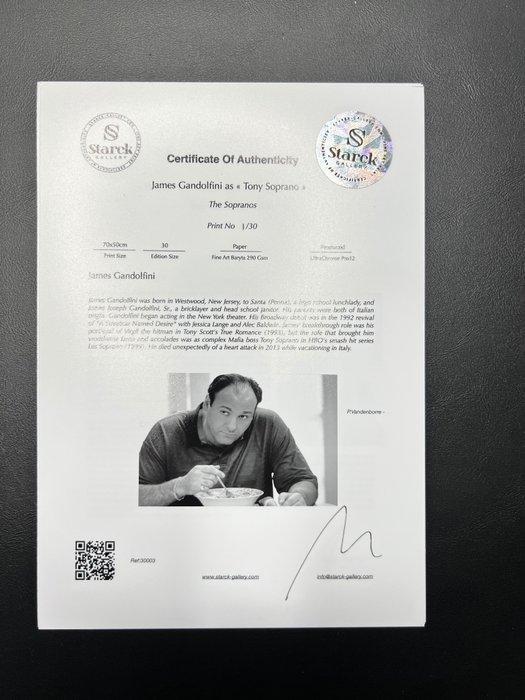 Starck
GALLERY
Starck
GALLERY
Certificate Of Authenticity
James Gandolfini as « Tony Soprano »
The Sopranos
Print No 1/30
70x50cm 30 Paper Produced
Print Size Edition Size Fine Art Baryta 290 Gsm UltraChrome Pro12
James Gandolfini
James Gandolfini was born in Westwood, New Jersey, to Santa (Penna), a high school lunchlady, and
James Joseph Gandolfini, Sr., a bricklayer and head school janitor. His parents were both of Italian
origin. Gandolfini began acting in the New York theater. His Broadway debut was in the 1992 revival
of "A Streetcar Named Desire" with Jessica Lange and Alec Baldwin. James' breakthrough role was his
portrayal of Virgil the hitman in Tony Scott's True Romance (1993), but the role that brought him
worldwide fame and accolades was as complex Mafia boss Tony Soprano in HBO's smash hit series
Les Soprano (1999). He died unexpectedly of a heart attack in 2013 while vacationing in Italy.
P.Vandenborre -
Ref:30003
www.starck-gallery.com
info@starck-gallery.com